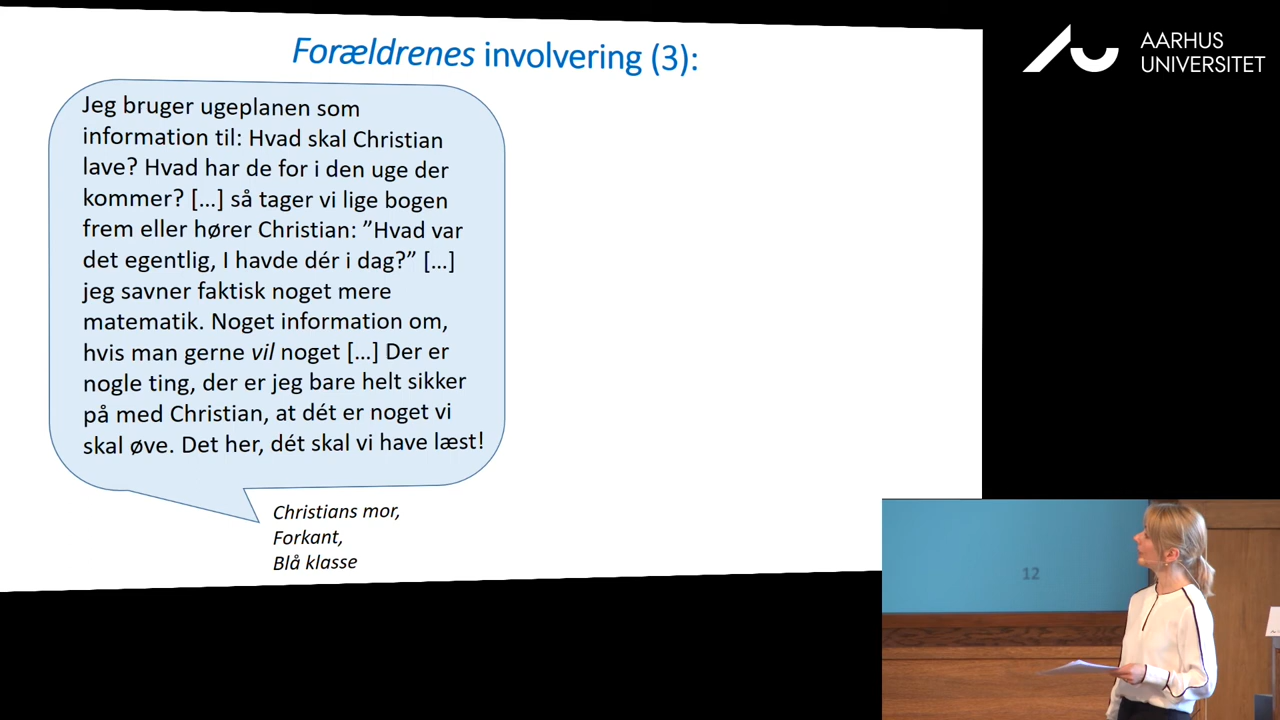 Forældrenes involvering (3):
AARHUS
UNIVERSITET
Jeg bruger ugeplanen som
information til: Hvad skal Christian
lave? Hvad har de for i den uge der
kommer? [...] så tager vi lige bogen
frem eller hører Christian: ”Hvad var
det egentlig, I havde dér i dag?” [...]
jeg savner faktisk noget mere
matematik. Noget information om,
hvis man gerne vil noget [...] Der er
nogle ting, der er jeg bare helt sikker
på med Christian, at dét er noget vi
skal øve. Det her, dét skal vi have læst!
Christians mor,
Forkant,
Blå klasse
12